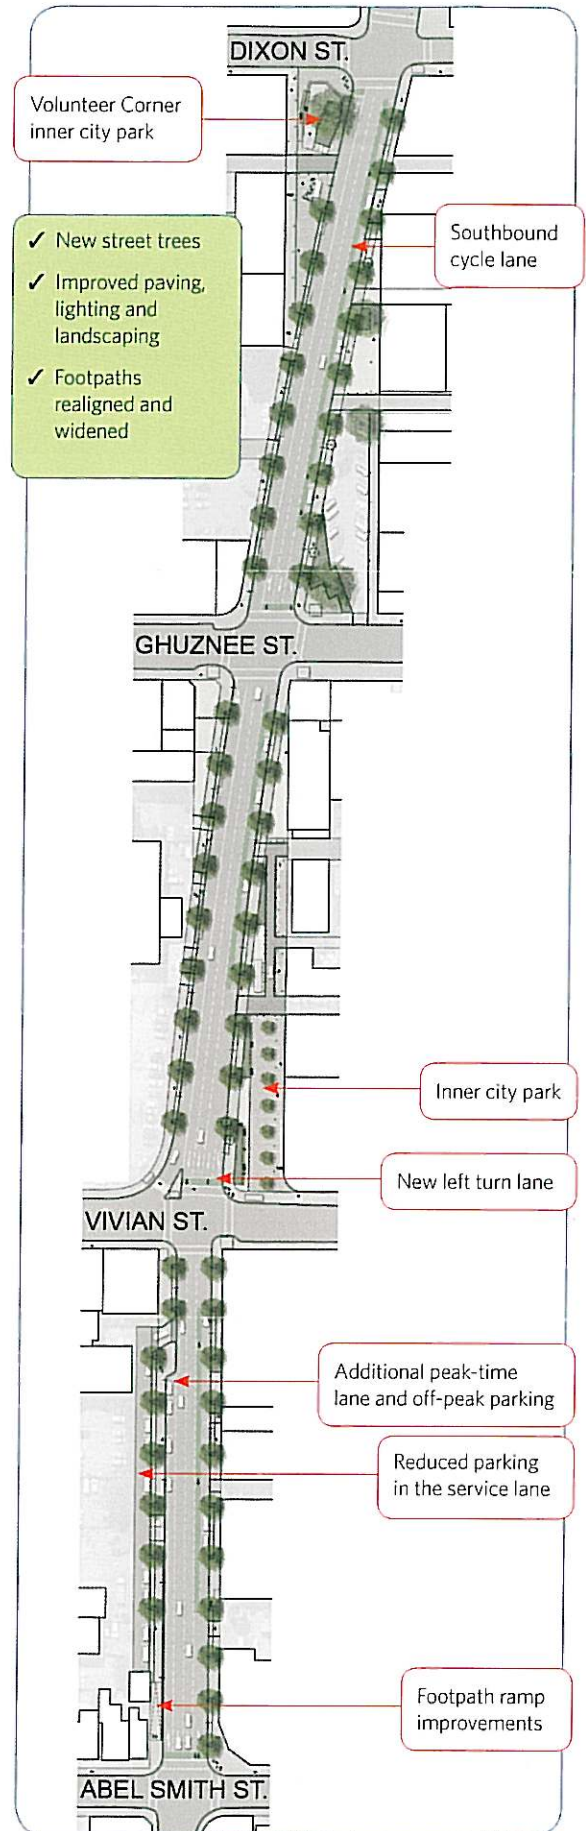 DIXON ST.
Volunteer Corner
inner city park
✓ New street trees
✓ Improved paving,
lighting and
landscaping
✓ Footpaths
realigned and
widened
Southbound
cycle lane
GHUZNEE ST.
Inner city park
New left turn lane
VIVIAN ST.
Additional peak-time
lane and off-peak parking
Reduced parking
in the service lane
Footpath ramp
improvements
ABEL SMITH ST.